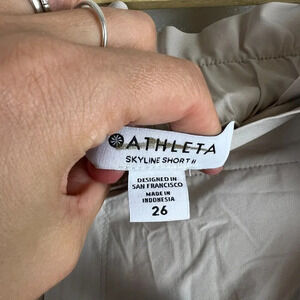 ATHLETA
SKYLINE SHORT II
DESIGNED IN
SAN FRANCISCO
MADE IN
INDONESIA
26